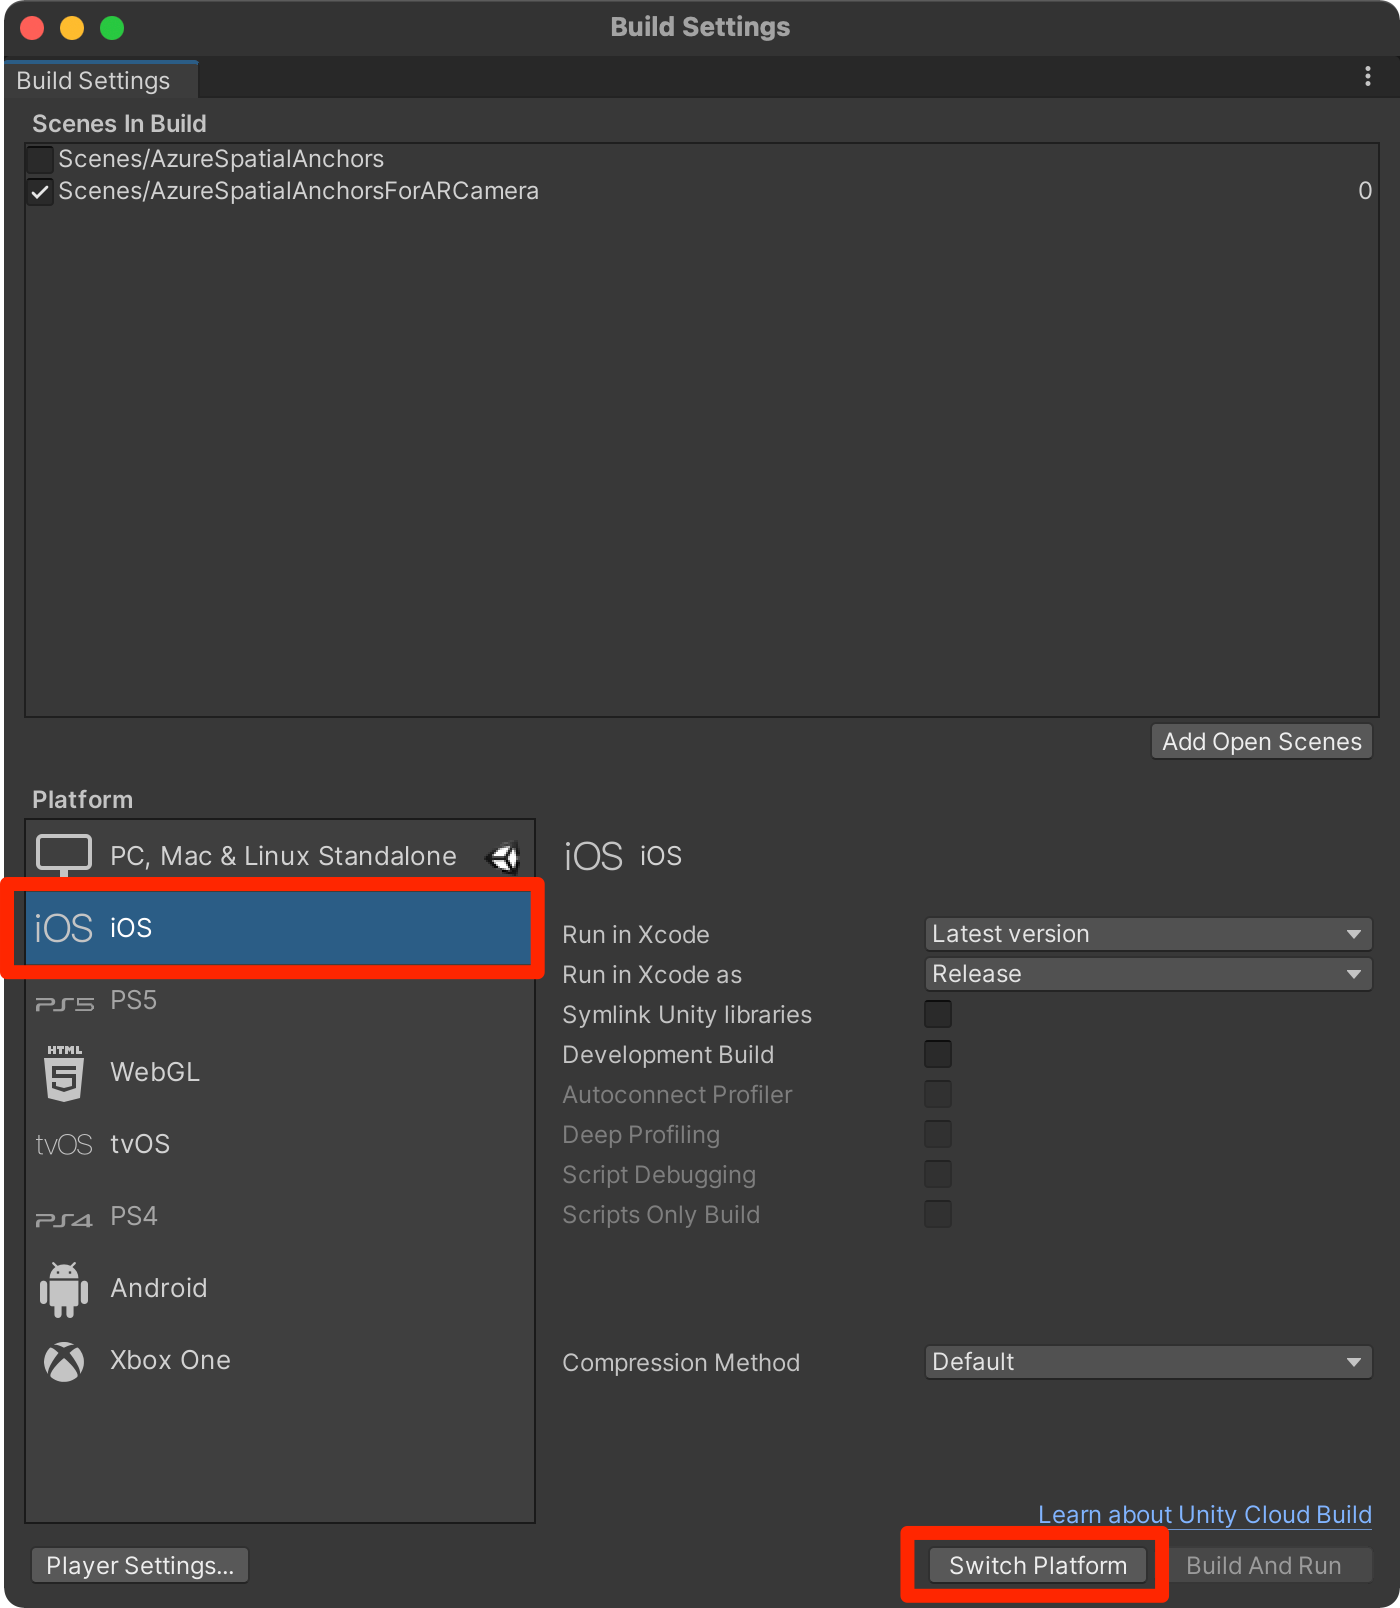 Build Settings
Build Settings
Scenes In Build
Scenes/AzureSpatialAnchors
Scenes/AzureSpatialAnchorsForARCamera 0
Add Open Scenes
Platform
PC, Mac & Linux Standalone
iOS iOS
PS5 PS5
HTML 5 WebGL
tvOS tvOS
PS4 PS4
Android
Xbox One
iOS iOS
Run in Xcode Latest version
Run in Xcode as Release
Symlink Unity libraries
Development Build
Autoconnect Profiler
Deep Profiling
Script Debugging
Scripts Only Build
Compression Method Default
Learn about Unity Cloud Build
Player Settings... Switch Platform Build And Run